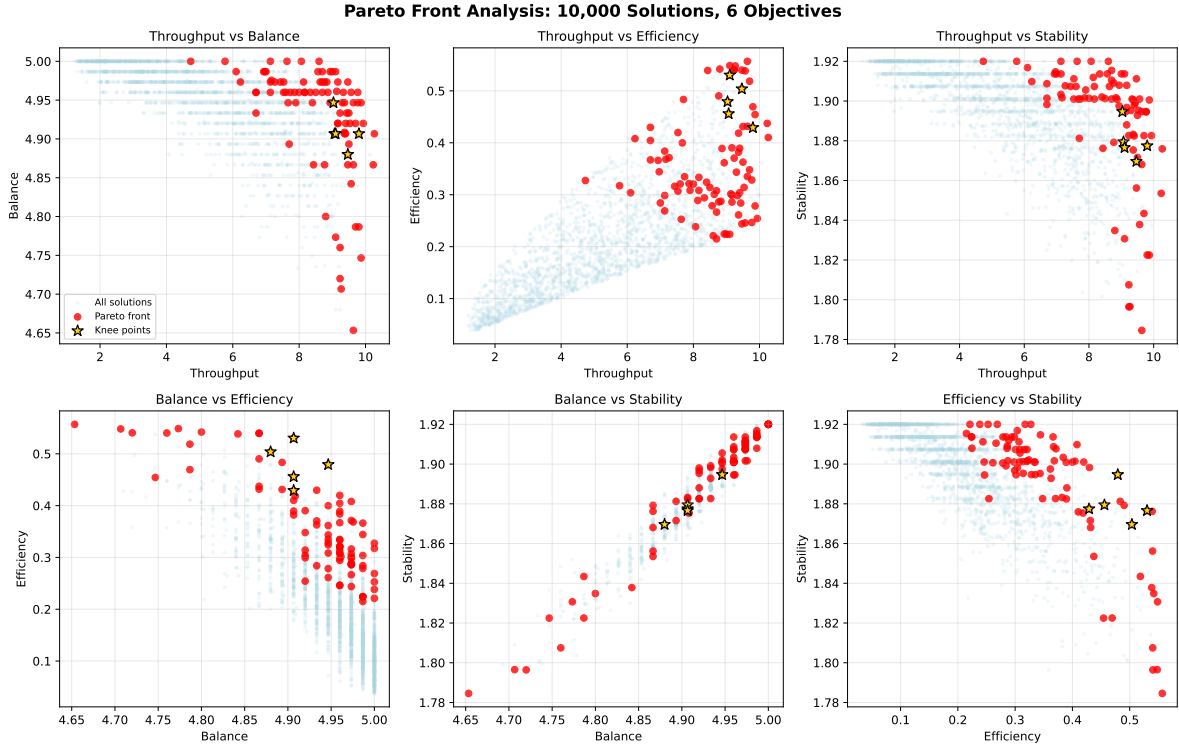 Pareto Front Analysis: 10,000 Solutions, 6 Objectives
Throughput vs Balance
5.00
4.95
4.90
4.85
4.80
4.75
4.70
4.65
Balance
All solutions
Pareto front
Knee points
2 4 6 8 10
Throughput
Throughput vs Efficiency
0.5
0.4
0.3
0.2
0.1
Efficiency
2 4 6 8 10
Throughput
Throughput vs Stability
1.92
1.90
1.88
1.86
1.84
1.82
1.80
1.78
Stability
2 4 6 8 10
Throughput
Balance vs Efficiency
0.5
0.4
0.3
0.2
0.1
Efficiency
4.65 4.70 4.75 4.80 4.85 4.90 4.95 5.00
Balance
Balance vs Stability
1.92
1.90
1.88
1.86
1.84
1.82
1.80
1.78
Stability
4.65 4.70 4.75 4.80 4.85 4.90 4.95 5.00
Balance
Efficiency vs Stability
1.92
1.90
1.88
1.86
1.84
1.82
1.80
1.78
Stability
0.1 0.2 0.3 0.4 0.5
Efficiency